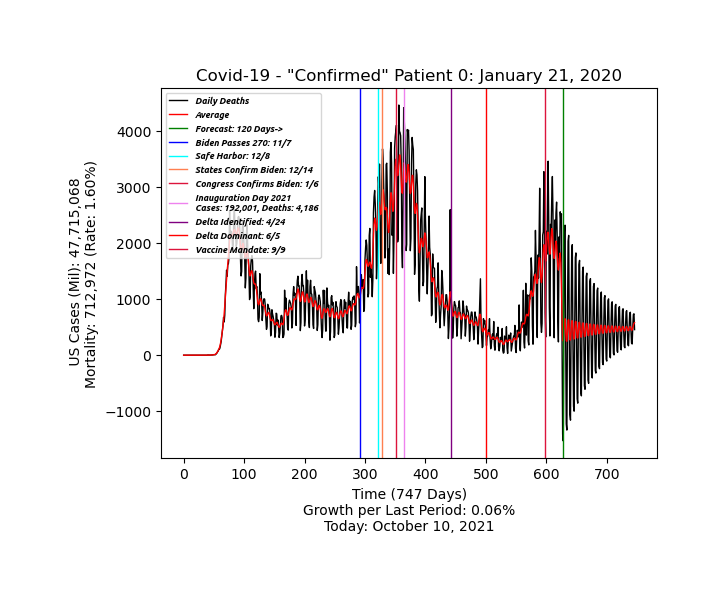 Covid-19 - "Confirmed" Patient 0: January 21, 2020
Daily Deaths
Average
Forecast: 120 Days->
Biden Passes 270: 11/7
Safe Harbor: 12/8
States Confirm Biden: 12/14
Congress Confirms Biden: 1/6
Inauguration Day 2021
Cases: 192,001, Deaths: 4,186
Delta Identified: 4/24
Delta Dominant: 6/5
Vaccine Mandate: 9/9
4000
3000
2000
1000
0
−1000
US Cases (Mil): 47,715,068
Mortality: 712,972 (Rate: 1.60%)
0 100 200 300 400 500 600 700
Time (747 Days)
Growth per Last Period: 0.06%
Today: October 10, 2021